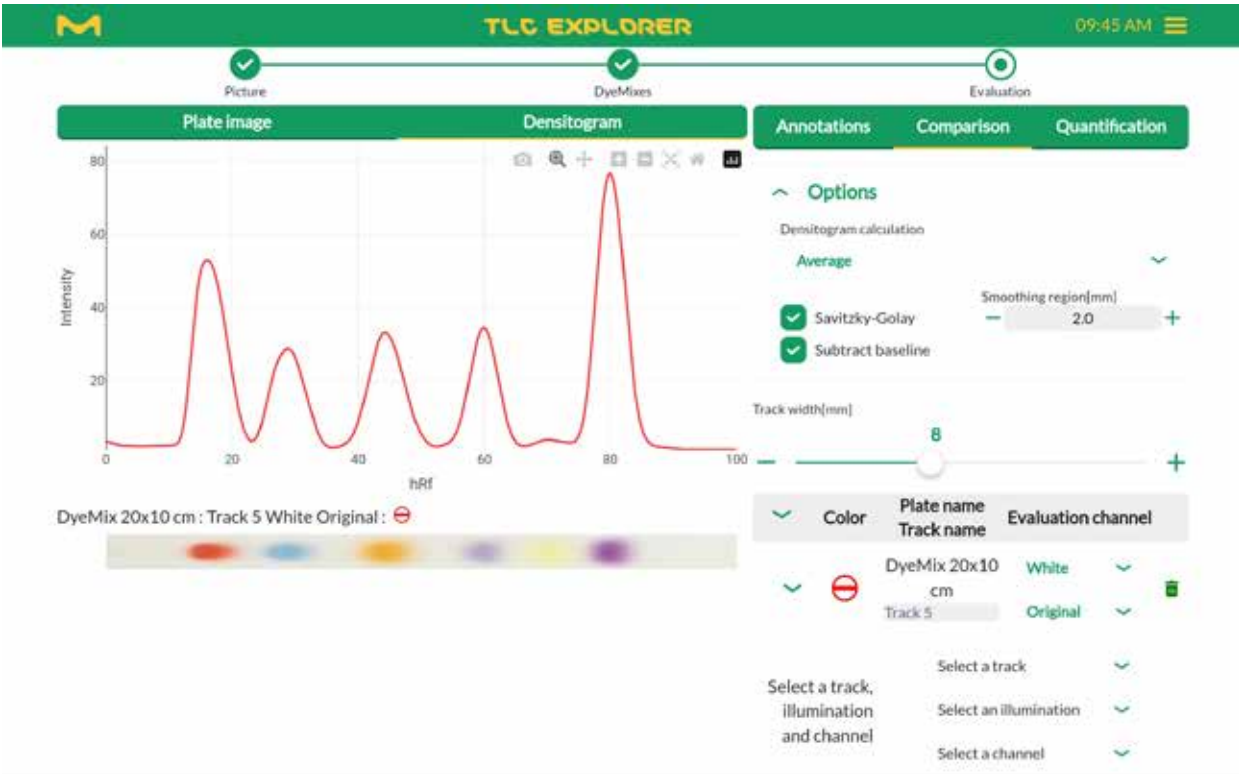 TLC EXPLORER
09:45 AM
Picture
DyeMixes
Evaluation
Plate image
Densitogram
Annotations
Comparison
Quantification
80
60
40
20
Intensity
0
20
40
60
80
100
hRf
DyeMix 20x10 cm : Track 5 White Original :
Options
Densitogram calculation
Average
Savitzky-Golay
Smoothing region[mm]
2.0
Subtract baseline
Track width[mm]
8
Color
Plate name
Track name
Evaluation channel
DyeMix 20x10
cm
Track 5
White
Original
Select a track,
illumination
and channel
Select a track
Select an illumination
Select a channel